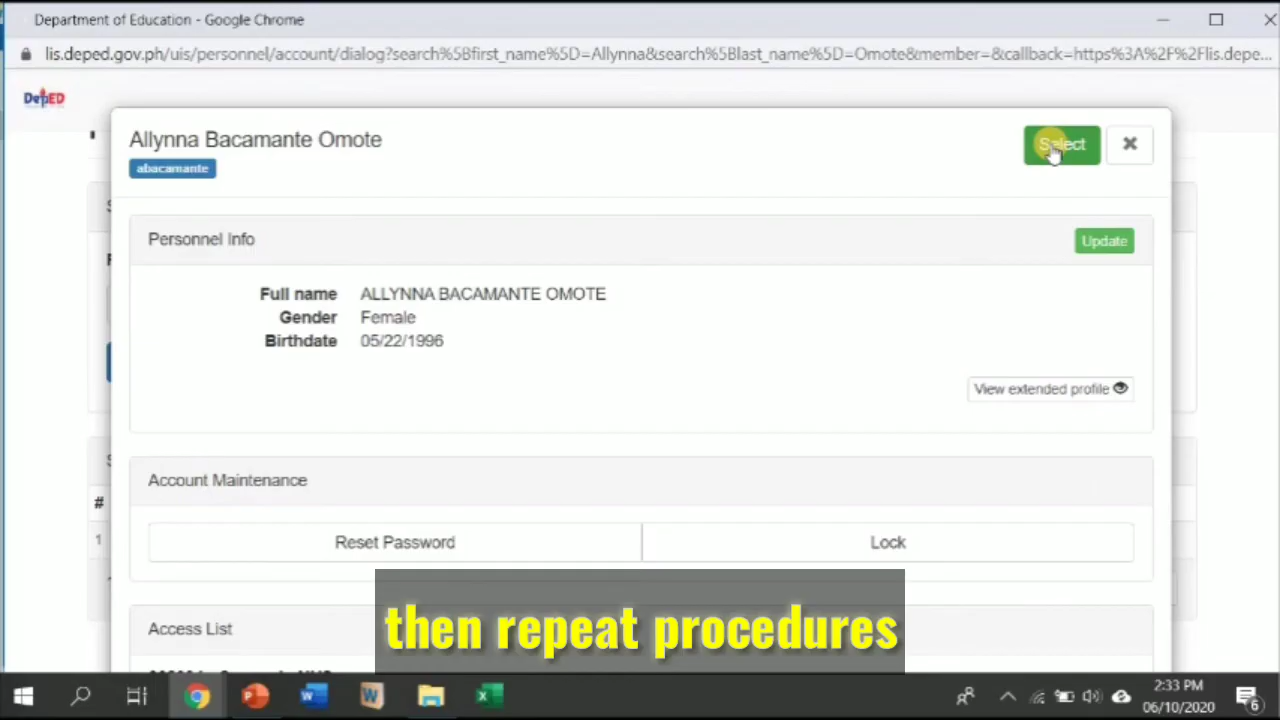 Department of Education - Google Chrome
lis.deped.gov.ph/uis/personnel/account/dialog?search%5Bfirst_name%5D=Allynna&search%5Blast_name%5D=Omote&member=&callback=https%3A%2F%2Flis.depe...
DepED
Allynna Bacamante Omote
Select
abacamante
Personnel Info
Update
Full name ALLYNNA BACAMANTE OMOTE
Gender Female
Birthdate 05/22/1996
View extended profile
Account Maintenance
#
1
Reset Password
Lock
Access List
then repeat procedures
2:33 PM
06/10/2020
6